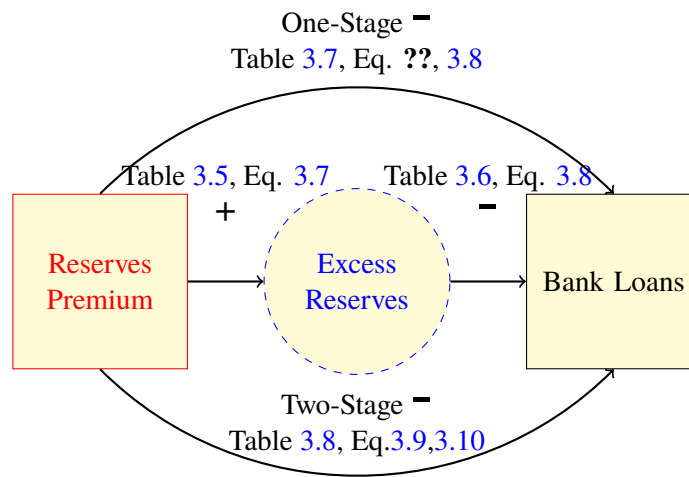 One-Stage -
Table 3.7, Eq. ??, 3.8
Table 3.5, Eq. 3.7
+
Table 3.6, Eq. 3.8
-
Reserves
Premium
Excess
Reserves
Bank Loans
Two-Stage -
Table 3.8, Eq.3.9,3.10